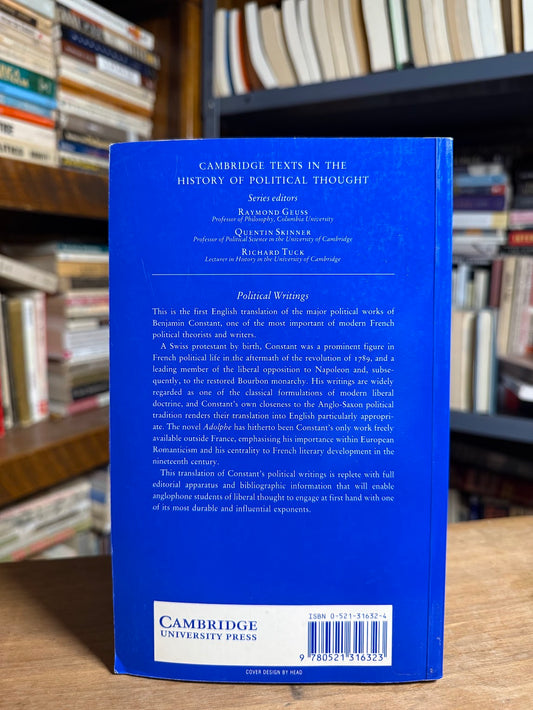 CAMBRIDGE TEXTS IN THE
HISTORY OF POLITICAL THOUGHT
Series editors
RAYMOND GEUSS
Professor of Philosophy, Columbia University
QUENTIN SKINNER
Professor of Political Science in the University of Cambridge
RICHARD TUCK
Lecturer in History in the University of Cambridge
Political Writings
This is the first English translation of the major political works of
Benjamin Constant, one of the most important of modern French
political theorists and writers.
A Swiss protestant by birth, Constant was a prominent figure in
French political life in the aftermath of the revolution of 1789, and a
leading member of the liberal opposition to Napoleon and, subse-
quently, to the restored Bourbon monarchy. His writings are widely
regarded as one of the classical formulations of modern liberal
doctrine, and Constant's own closeness to the Anglo-Saxon political
tradition renders their translation into English particularly appropri-
ate. The novel Adolphe has hitherto been Constant's only work freely
available outside France, emphasising his importance within European
Romanticism and his centrality to French literary development in the
nineteenth century.
This translation of Constant's political writings is replete with full
editorial apparatus and bibliographic information that will enable
anglophone students of liberal thought to engage at first hand with one
of its most durable and influential exponents.
CAMBRIDGE
UNIVERSITY PRESS
ISBN 0-521-31632-4
9 780521 316323
COVER DESIGN BY HEAD